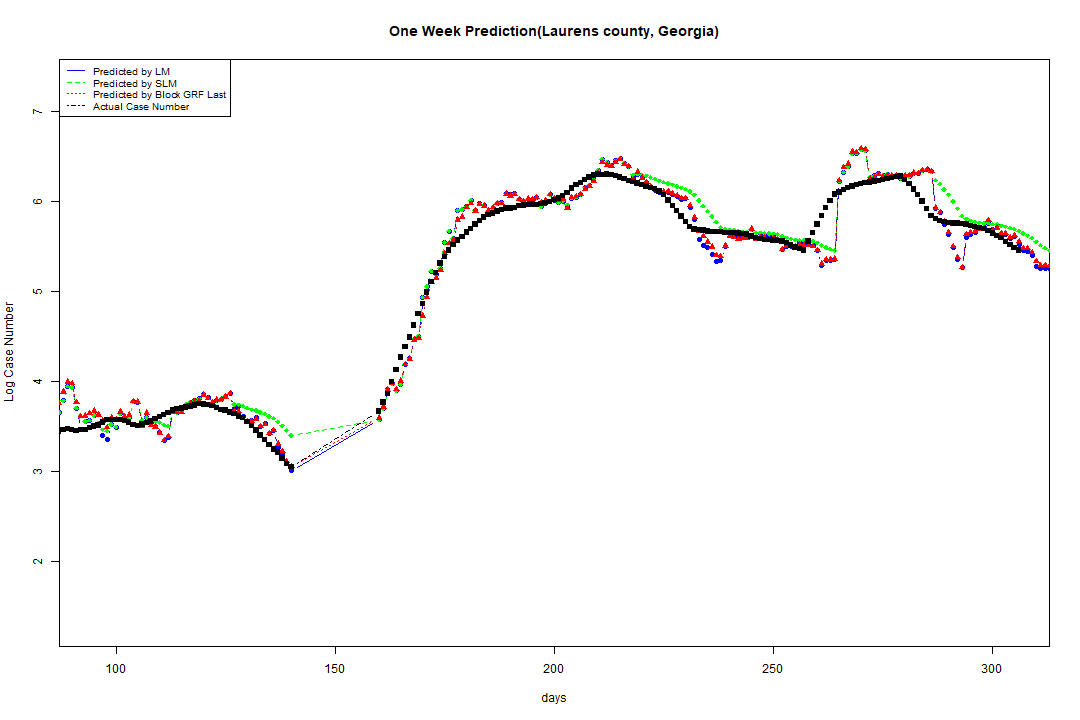 One Week Prediction(Laurens county, Georgia)
Predicted by LM
Predicted by SLM
Predicted by Block GRF Last
Actual Case Number
7
6
5
4
3
2
Log Case Number
100 150 200 250 300
days